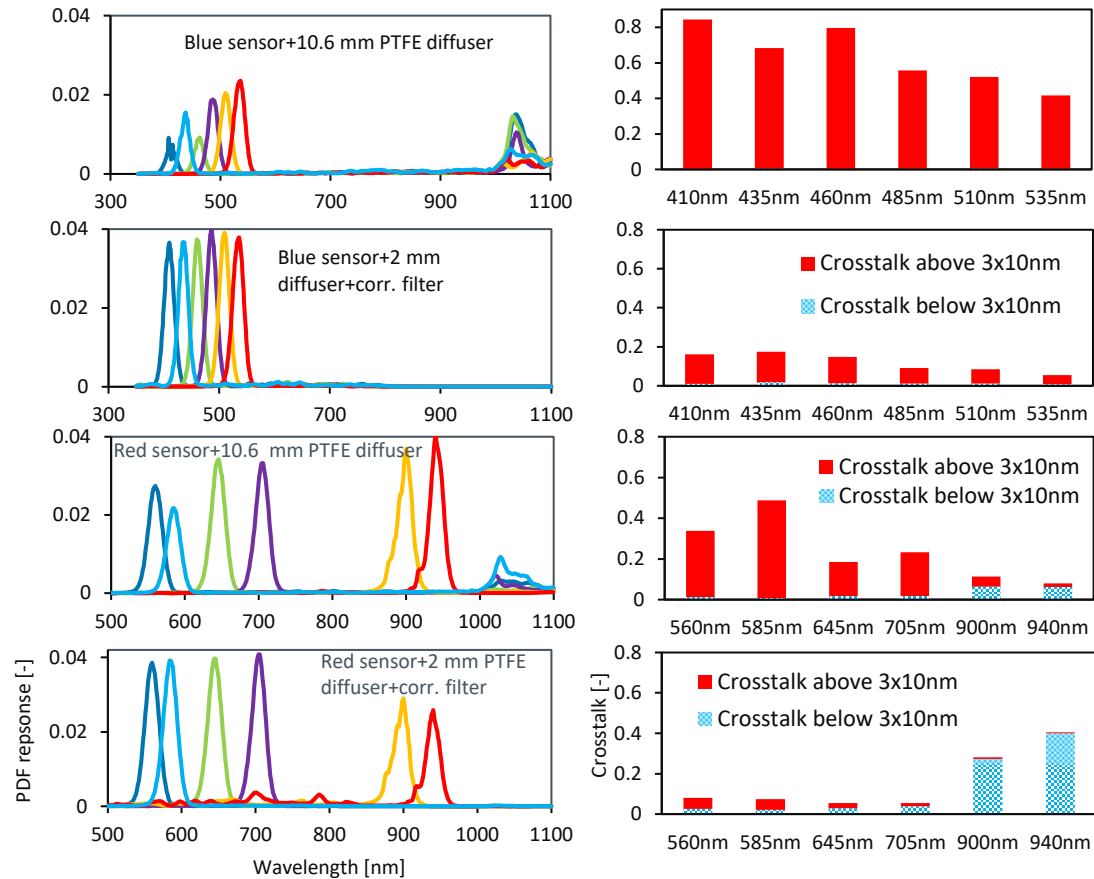 0.04
Blue sensor+10.6 mm PTFE diffuser
0.02
0
300 500 700 900 1100
0.8
0.6
0.4
0.2
0
410nm 435nm 460nm 485nm 510nm 535nm
0.04
Blue sensor+2 mm
diffuser+corr. filter
0.02
0
300 500 700 900 1100
0.8
0.6
0.4
0.2
0
Crosstalk above 3x10nm
Crosstalk below 3x10nm
410nm 435nm 460nm 485nm 510nm 535nm
0.04
Red sensor+10.6 mm PTFE diffuser
0.02
0
500 600 700 800 900 1000 1100
0.8
0.6
0.4
0.2
0
Crosstalk above 3x10nm
Crosstalk below 3x10nm
560nm 585nm 645nm 705nm 900nm 940nm
PDF repsonse [-]
0.04
Red sensor+2 mm PTFE
diffuser+corr. filter
0.02
0
500 600 700 800 900 1000 1100
Wavelength [nm]
Crosstalk [-]
0.8
0.6
0.4
0.2
0
Crosstalk above 3x10nm
Crosstalk below 3x10nm
560nm 585nm 645nm 705nm 900nm 940nm